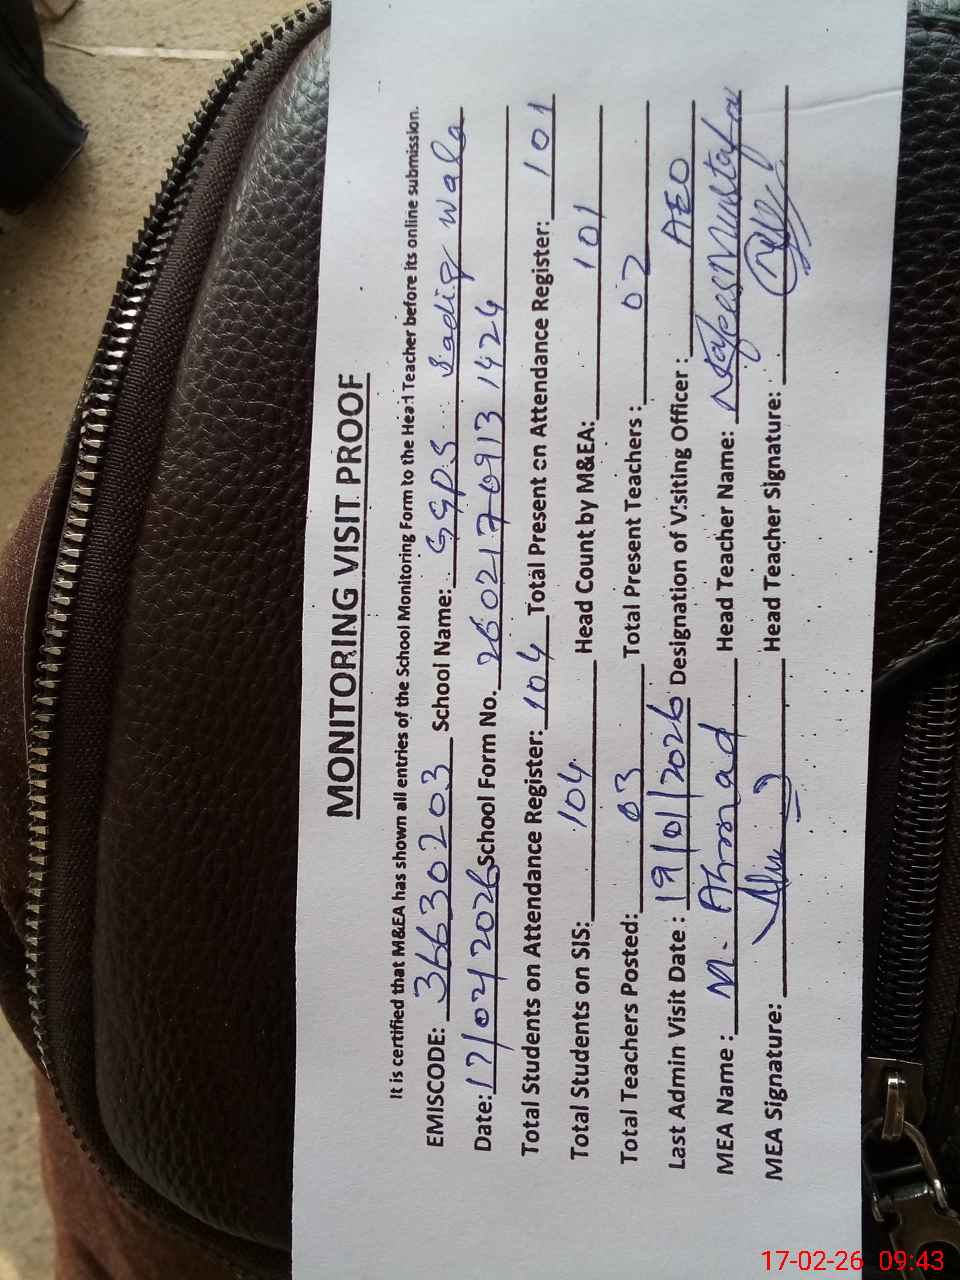 MONITORING VISIT PROOF
It is certified that M&EA has shown all entries of the School Monitoring Form to the Head Teacher before its online submission.
EMISCODE: 36630203 School Name: GGPS Sadiq wala
Date: 17/02/2026 School Form No. 26021709131424
Total Students on Attendance Register: 104 Total Present on Attendance Register: 101
Total Students on SIS: 104 Head Count by M&EA: 101
Total Teachers Posted: 03 Total Present Teachers: 02
Last Admin Visit Date: 19/01/2026 Designation of Visiting Officer: AEO
MEA Name: M. Ahmad Head Teacher Name: Nafees Mustafa
MEA Signature: Head Teacher Signature:
17-02-26 09:43